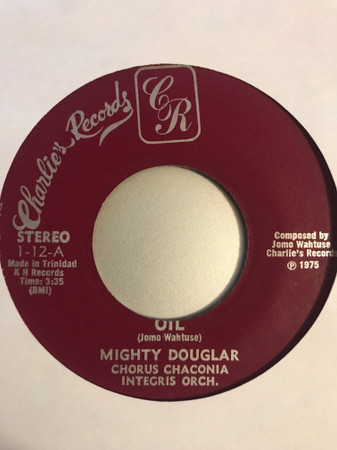 Charlie's Records
CR
STEREO
1-12-A
Made in Trinidad
K H Records
Time: 3:35
(BMI)
Composed by
Jomo Wahtuse
Charlie's Records
℗ 1975
OIL
(Jomo Wahtuse)
MIGHTY DOUGLAR
CHORUS CHACONIA
INTEGRIS ORCH.